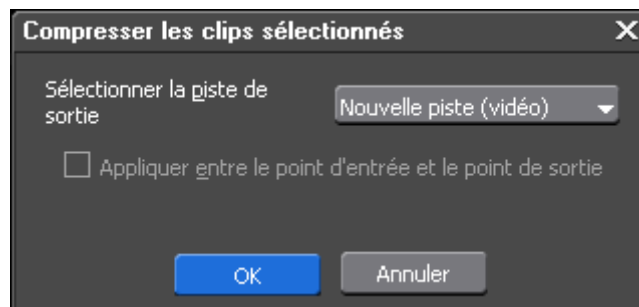 Compresser les clips sélectionnés
Sélectionner la piste de
sortie
Nouvelle piste (vidéo)
Appliquer entre le point d'entrée et le point de sortie
OK
Annuler